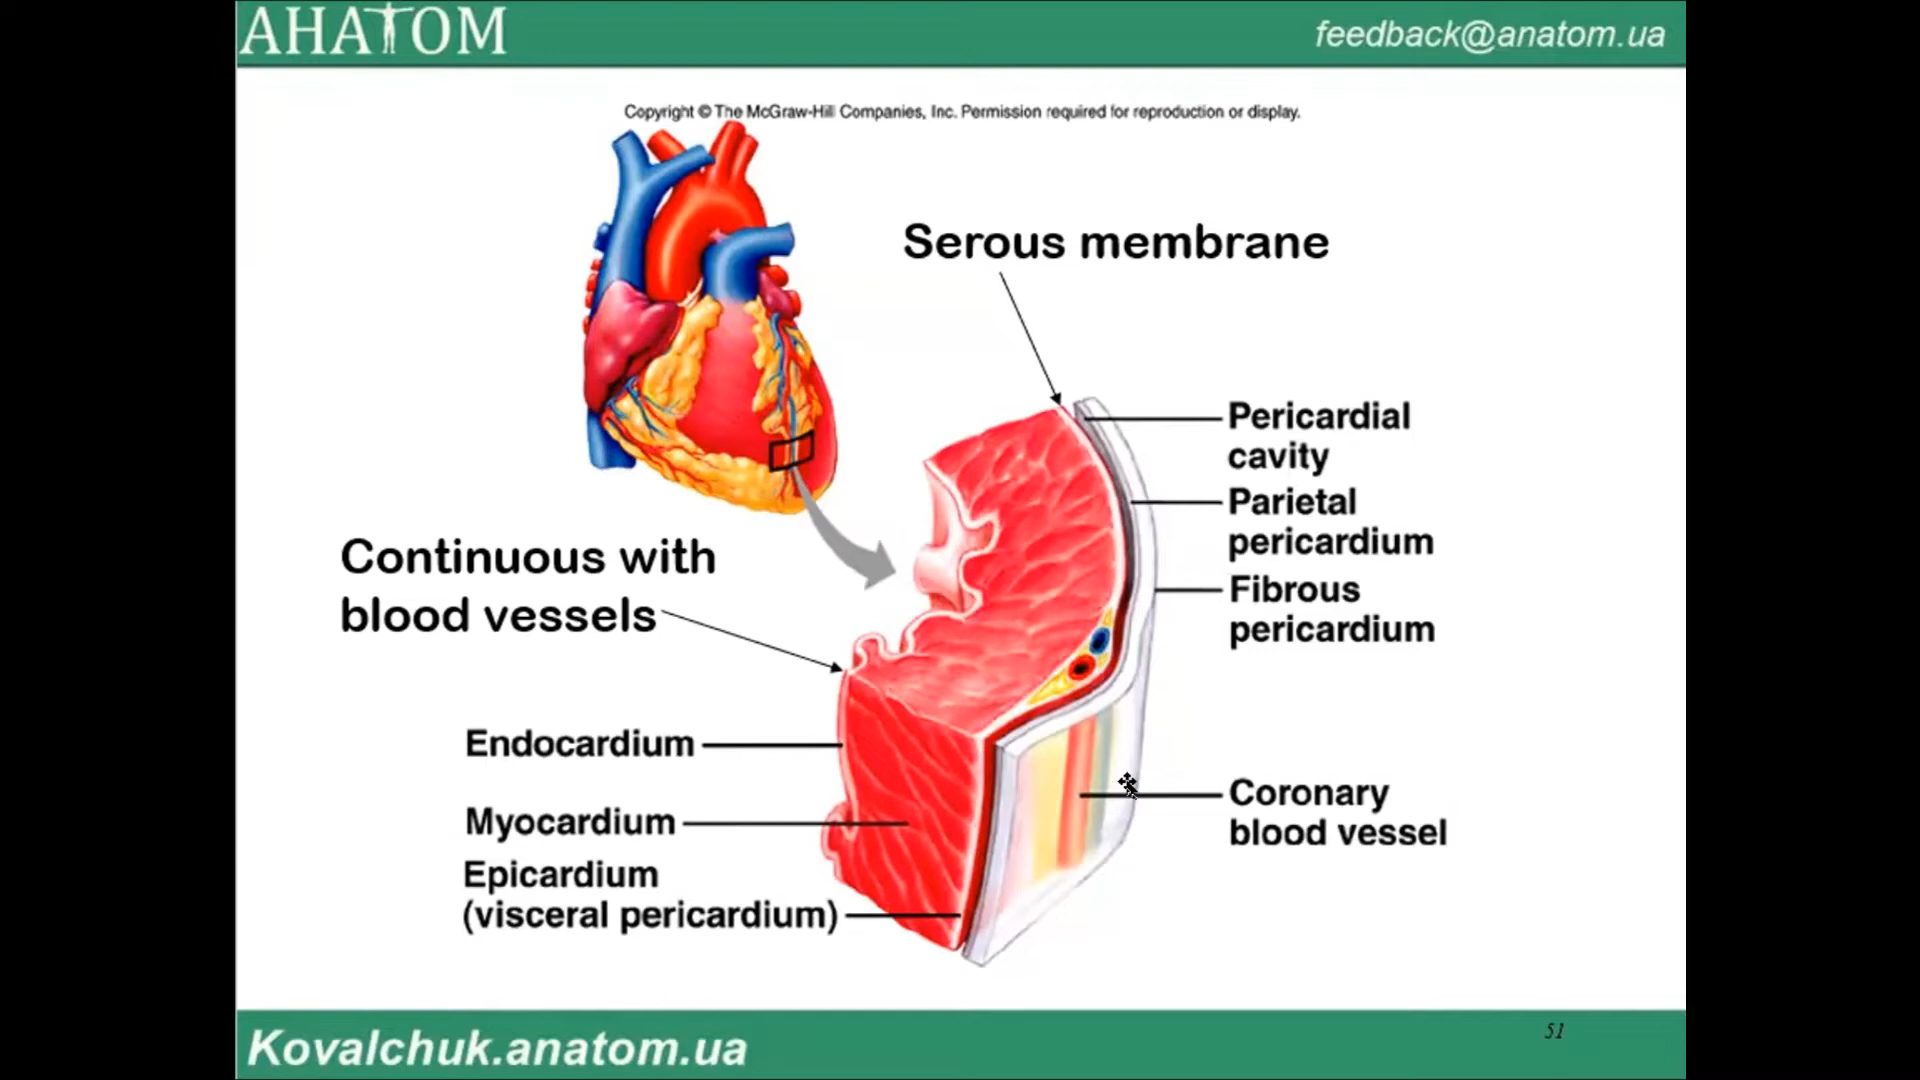 АНАТОМ
feedback@anatom.ua
Copyright © The McGraw-Hill Companies, Inc. Permission required for reproduction or display.
Serous membrane
Pericardial
cavity
Parietal
pericardium
Fibrous
pericardium
Continuous with
blood vessels
Endocardium
Myocardium
Epicardium
(visceral pericardium)
Coronary
blood vessel
Kovalchuk.anatom.ua
51